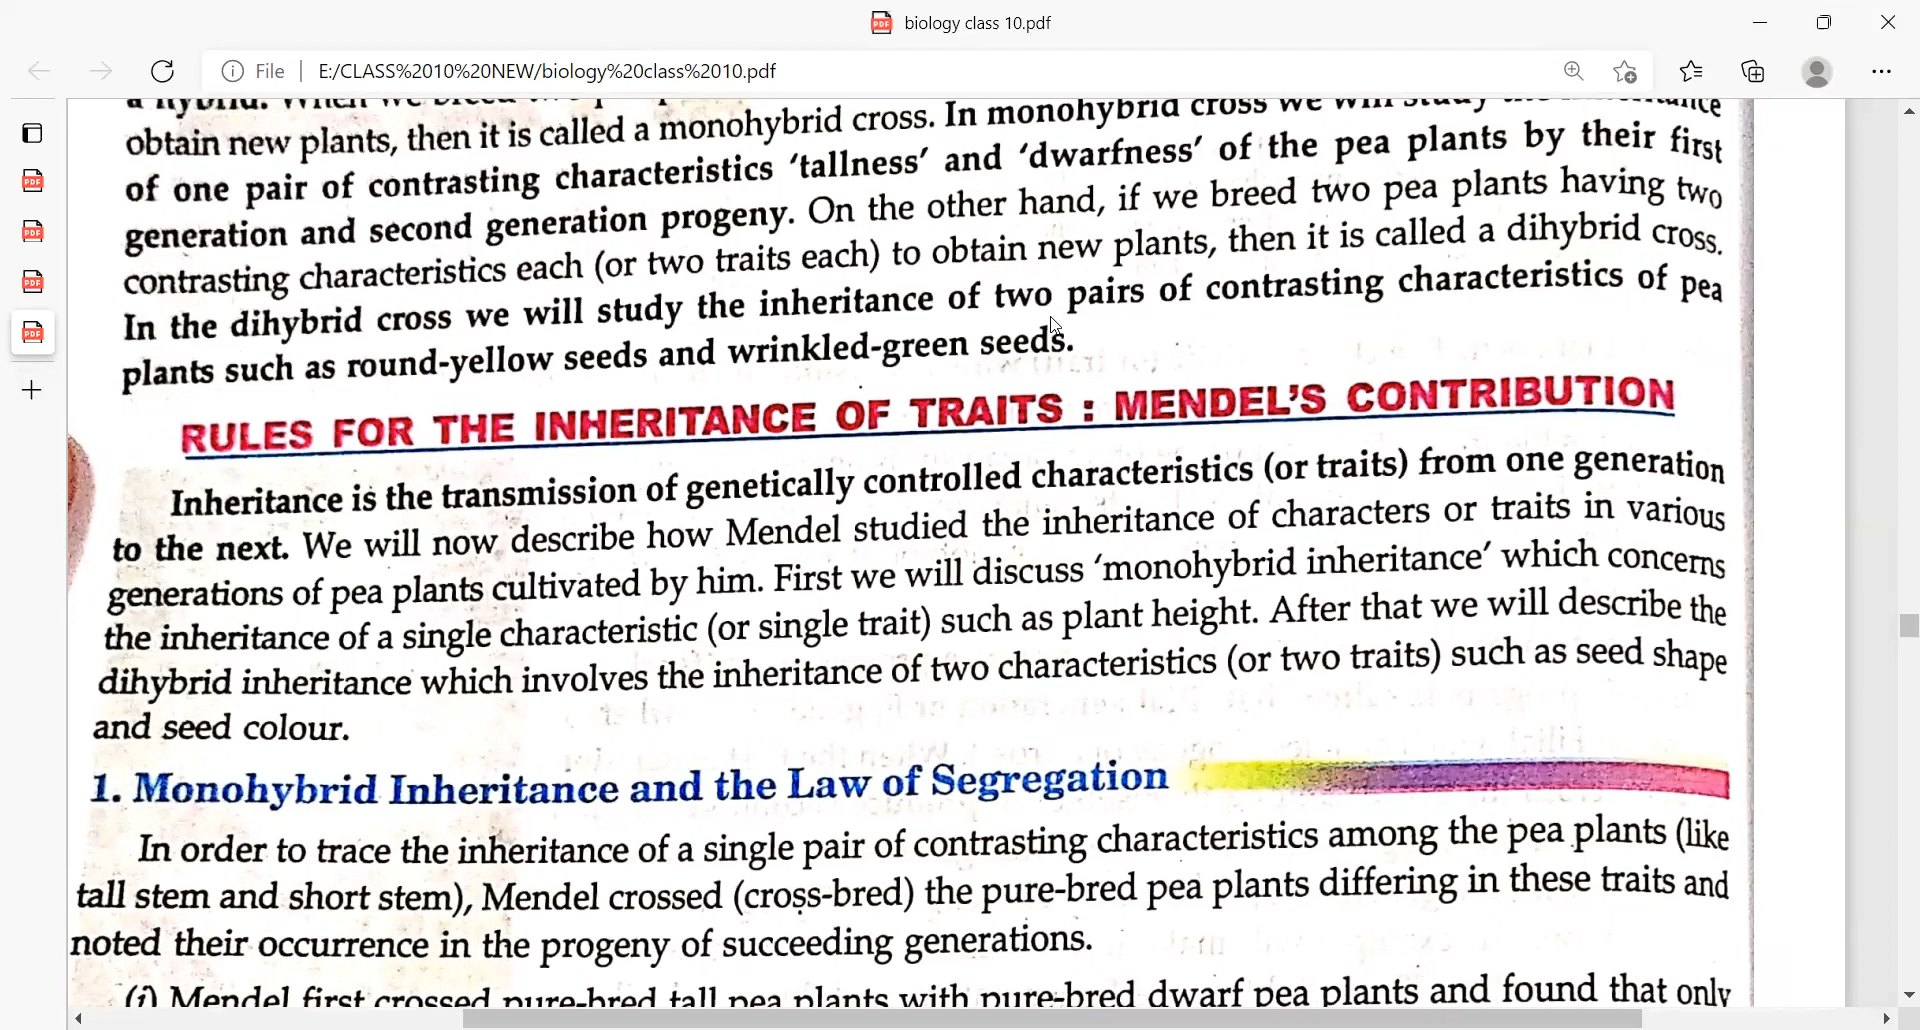 biology class 10.pdf
File E:/CLASS%2010%20NEW/biology%20class%2010.pdf
obtain new plants, then it is called a monohybrid cross. In monohybrid cross we will study
of one pair of contrasting characteristics ‘tallness’ and ‘dwarfness’ of the pea plants by their first
generation and second generation progeny. On the other hand, if we breed two pea plants having two
contrasting characteristics each (or two traits each) to obtain new plants, then it is called a dihybrid cross.
In the dihybrid cross we will study the inheritance of two pairs of contrasting characteristics of pea
plants such as round-yellow seeds and wrinkled-green seeds.
RULES FOR THE INHERITANCE OF TRAITS : MENDEL’S CONTRIBUTION
Inheritance is the transmission of genetically controlled characteristics (or traits) from one generation
to the next. We will now describe how Mendel studied the inheritance of characters or traits in various
generations of pea plants cultivated by him. First we will discuss ‘monohybrid inheritance’ which concerns
the inheritance of a single characteristic (or single trait) such as plant height. After that we will describe the
dihybrid inheritance which involves the inheritance of two characteristics (or two traits) such as seed shape
and seed colour.
1. Monohybrid Inheritance and the Law of Segregation
In order to trace the inheritance of a single pair of contrasting characteristics among the pea plants (like
tall stem and short stem), Mendel crossed (cross-bred) the pure-bred pea plants differing in these traits and
noted their occurrence in the progeny of succeeding generations.
(i) Mendel first crossed pure-bred tall pea plants with pure-bred dwarf pea plants and found that only